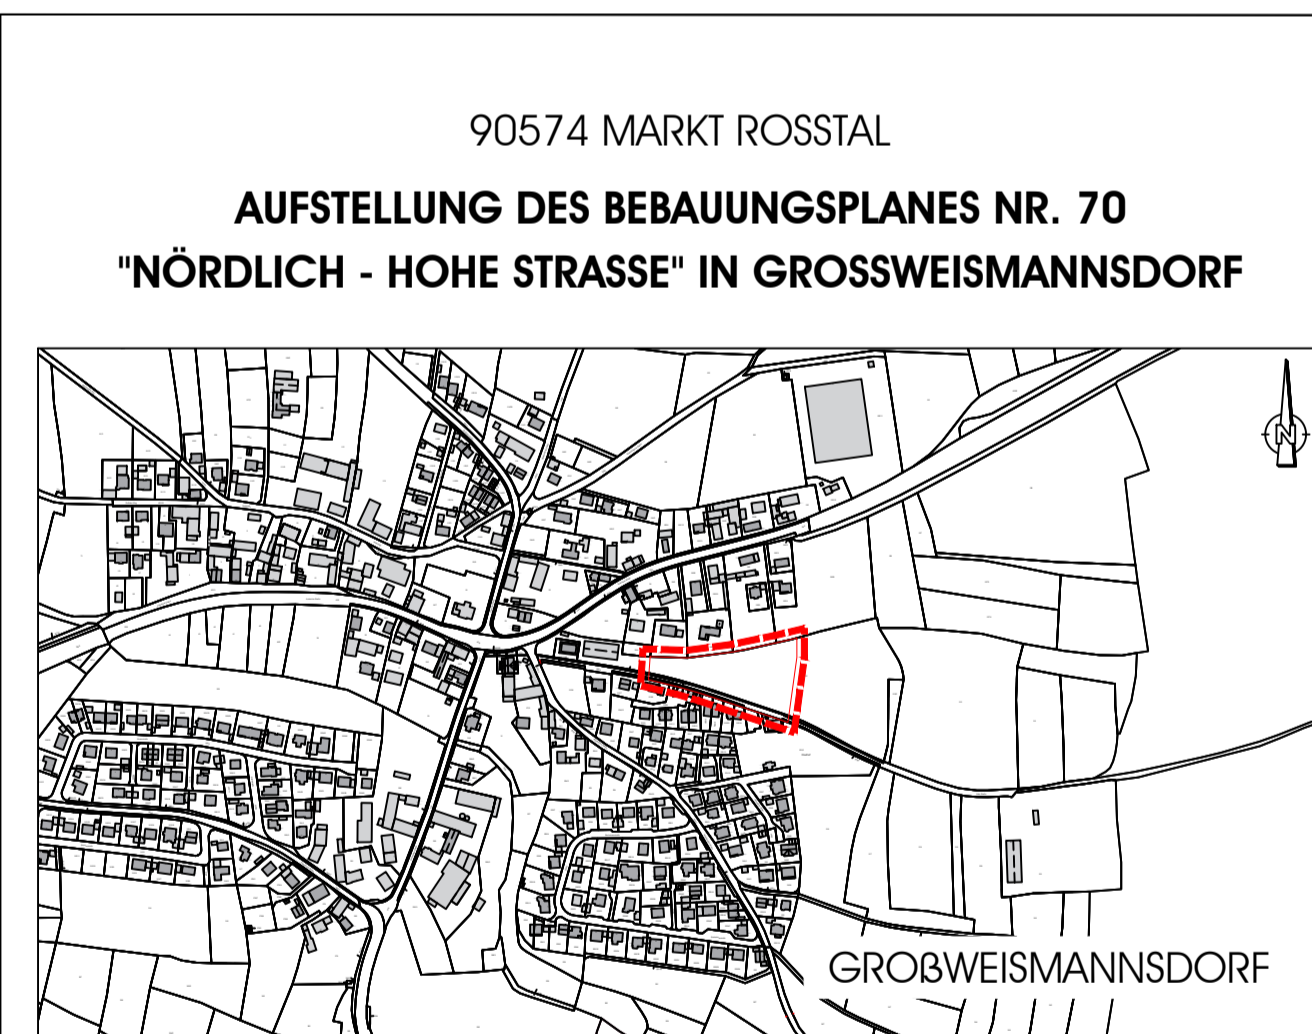 90574 MARKT ROSSTAL
AUFSTELLUNG DES BEBAUUNGSPLANES NR. 70
"NÖRDLICH - HOHE STRASSE" IN GROSSWEISMANNSDORF
N
GROßWEISMANNSDORF